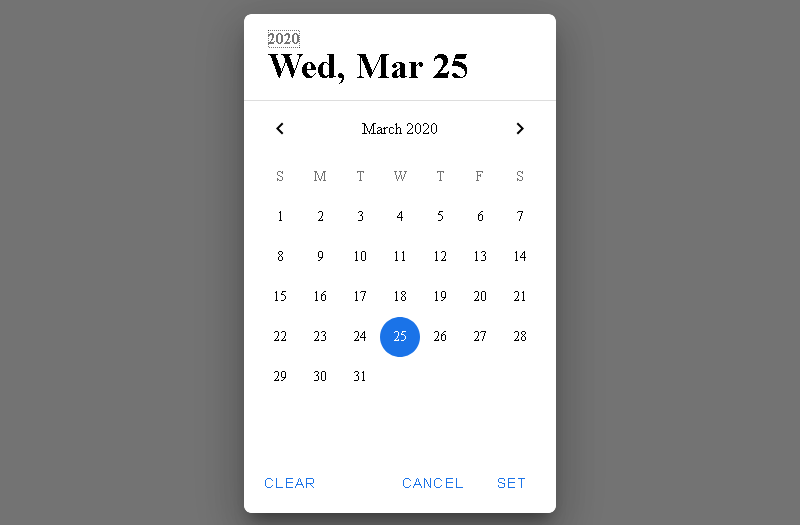 2020
Wed, Mar 25
March 2020
S M T W T F S
1 2 3 4 5 6 7
8 9 10 11 12 13 14
15 16 17 18 19 20 21
22 23 24 25 26 27 28
29 30 31
CLEAR CANCEL SET